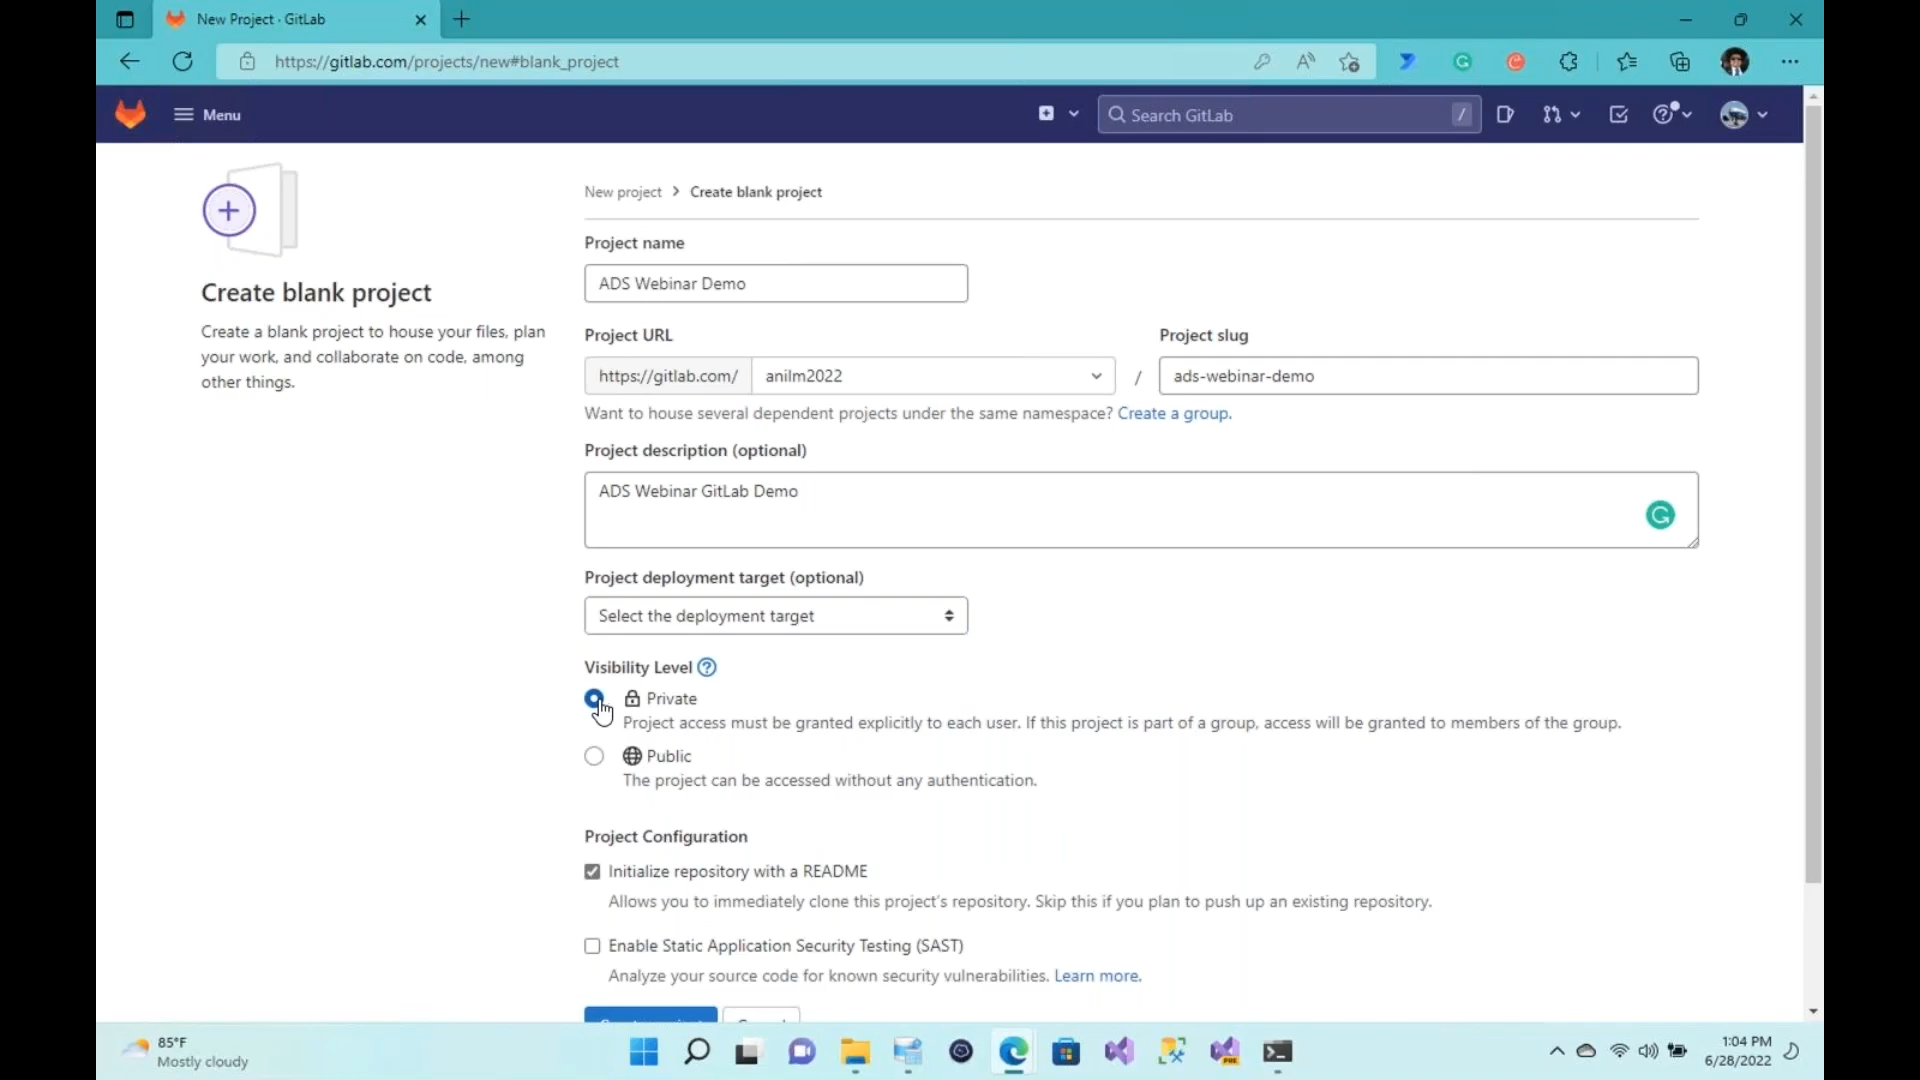 New Project · GitLab
https://gitlab.com/projects/new#blank_project
Menu
Search GitLab
/
New project > Create blank project
Create blank project
Create a blank project to house your files, plan
your work, and collaborate on code, among
other things.
Project name
ADS Webinar Demo
Project URL
Project slug
https://gitlab.com/
anilm2022
/
ads-webinar-demo
Want to house several dependent projects under the same namespace? Create a group.
Project description (optional)
ADS Webinar GitLab Demo
Project deployment target (optional)
Select the deployment target
Visibility Level
Private
Project access must be granted explicitly to each user. If this project is part of a group, access will be granted to members of the group.
Public
The project can be accessed without any authentication.
Project Configuration
Initialize repository with a README
Allows you to immediately clone this project's repository. Skip this if you plan to push up an existing repository.
Enable Static Application Security Testing (SAST)
Analyze your source code for known security vulnerabilities. Learn more.
85°F
Mostly cloudy
PRE
1:04 PM
6/28/2022